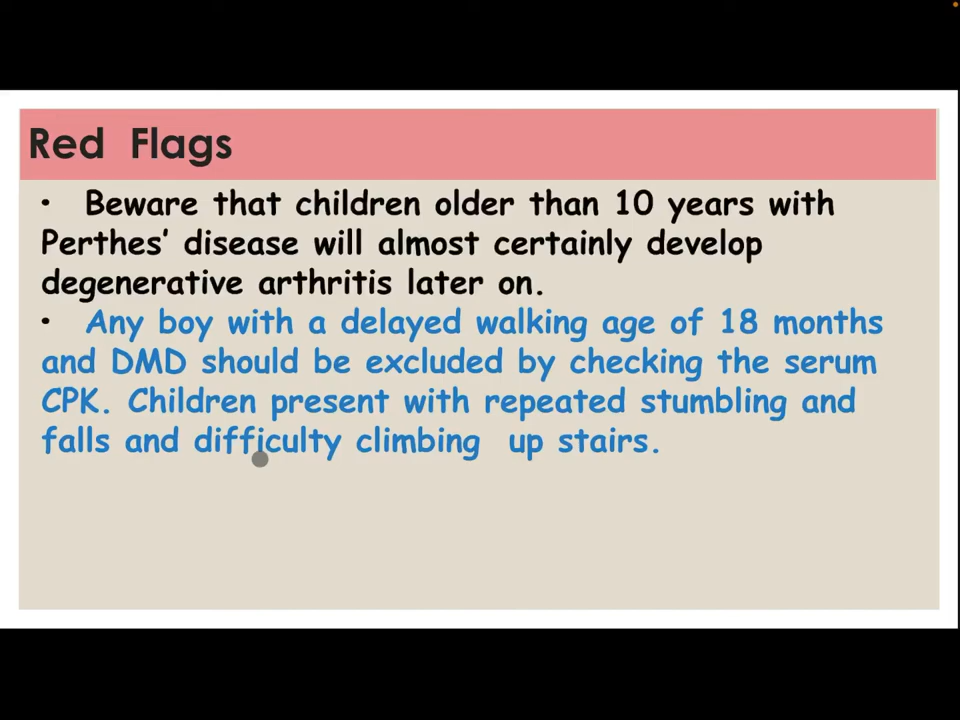 Red Flags
• Beware that children older than 10 years with
Perthes’ disease will almost certainly develop
degenerative arthritis later on.
• Any boy with a delayed walking age of 18 months
and DMD should be excluded by checking the serum
CPK. Children present with repeated stumbling and
falls and difficulty climbing up stairs.